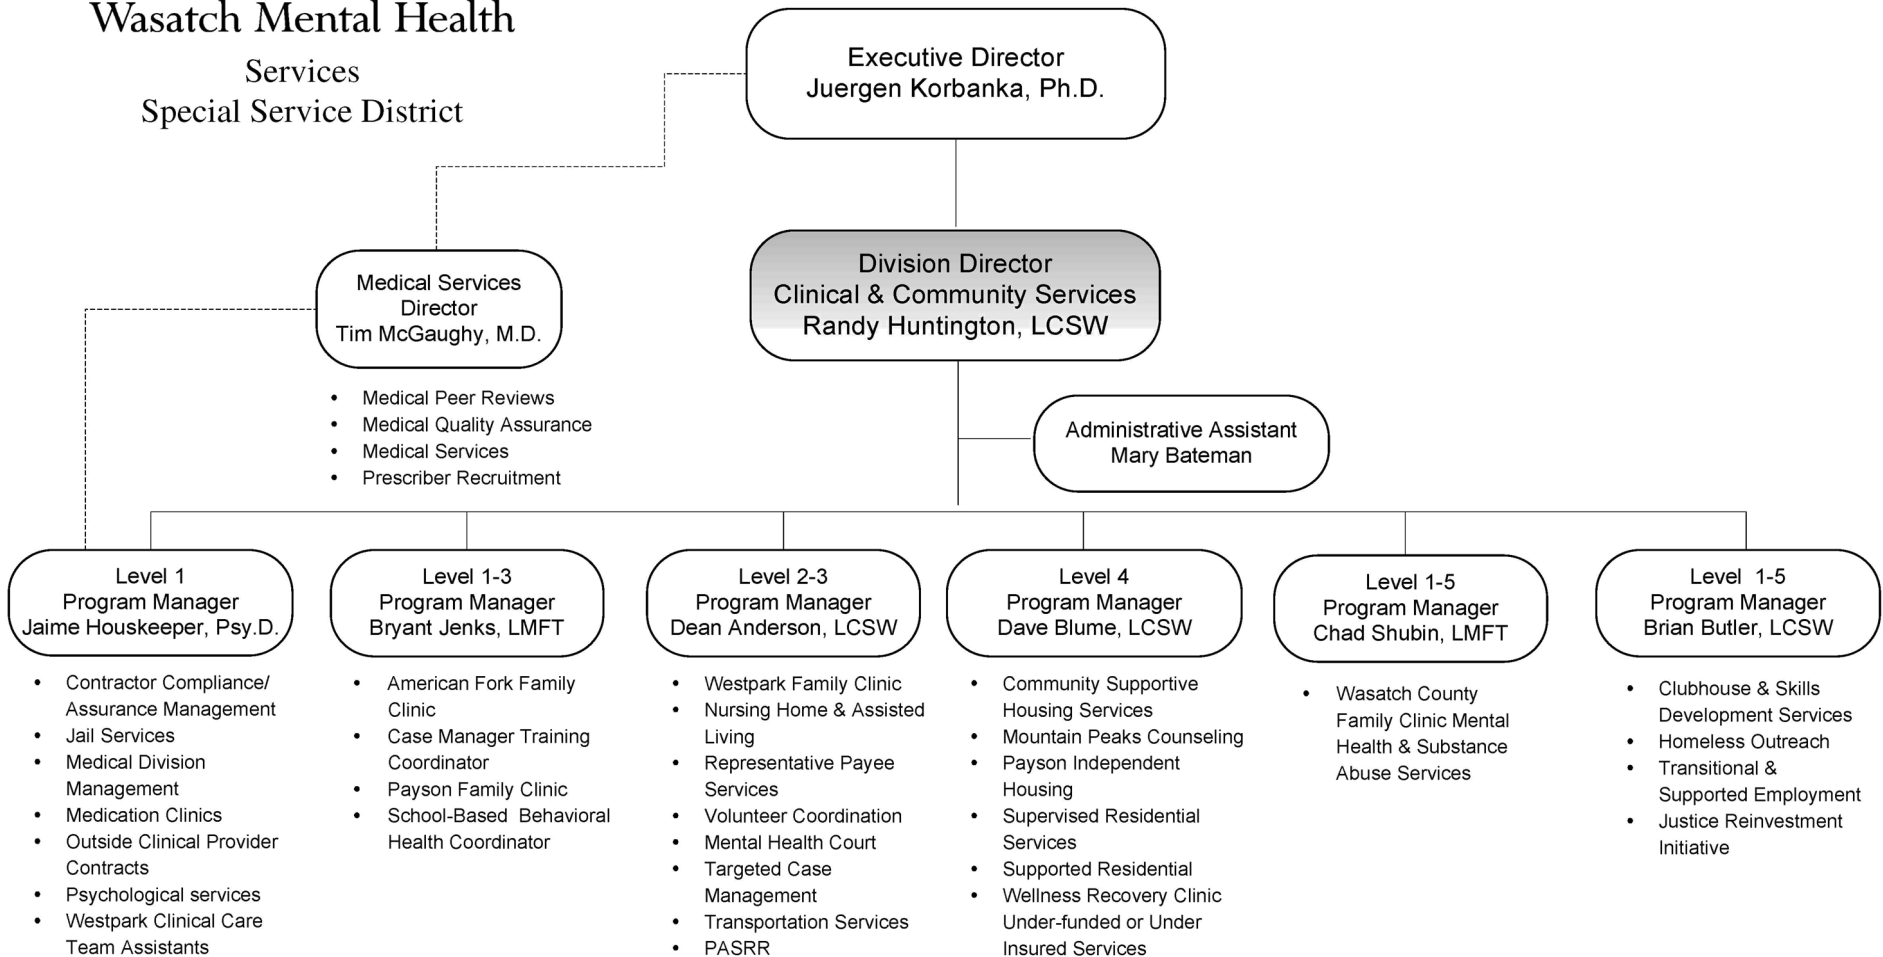 Wasatch Mental Health
Services
Special Service District
Executive Director
Juergen Korbanka, Ph.D.
Medical Services
Director
Tim McGaughy, M.D.
• Medical Peer Reviews
• Medical Quality Assurance
• Medical Services
• Prescriber Recruitment
Division Director
Clinical & Community Services
Randy Huntington, LCSW
Administrative Assistant
Mary Bateman
Level 1
Program Manager
Jaime Houskeeper, Psy.D.
• Contractor Compliance/
Assurance Management
• Jail Services
• Medical Division
Management
• Medication Clinics
• Outside Clinical Provider
Contracts
• Psychological services
• Westpark Clinical Care
Team Assistants
Level 1-3
Program Manager
Bryant Jenks, LMFT
• American Fork Family
Clinic
• Case Manager Training
Coordinator
• Payson Family Clinic
• School-Based Behavioral
Health Coordinator
Level 2-3
Program Manager
Dean Anderson, LCSW
• Westpark Family Clinic
• Nursing Home & Assisted
Living
• Representative Payee
Services
• Volunteer Coordination
• Mental Health Court
• Targeted Case
Management
• Transportation Services
• PASRR
Level 4
Program Manager
Dave Blume, LCSW
• Community Supportive
Housing Services
• Mountain Peaks Counseling
• Payson Independent
Housing
• Supervised Residential
Services
• Supported Residential
• Wellness Recovery Clinic
Under-funded or Under
Insured Services
Level 1-5
Program Manager
Chad Shubin, LMFT
• Wasatch County
Family Clinic Mental
Health & Substance
Abuse Services
Level 1-5
Program Manager
Brian Butler, LCSW
• Clubhouse & Skills
Development Services
• Homeless Outreach
• Transitional &
Supported Employment
• Justice Reinvestment
Initiative